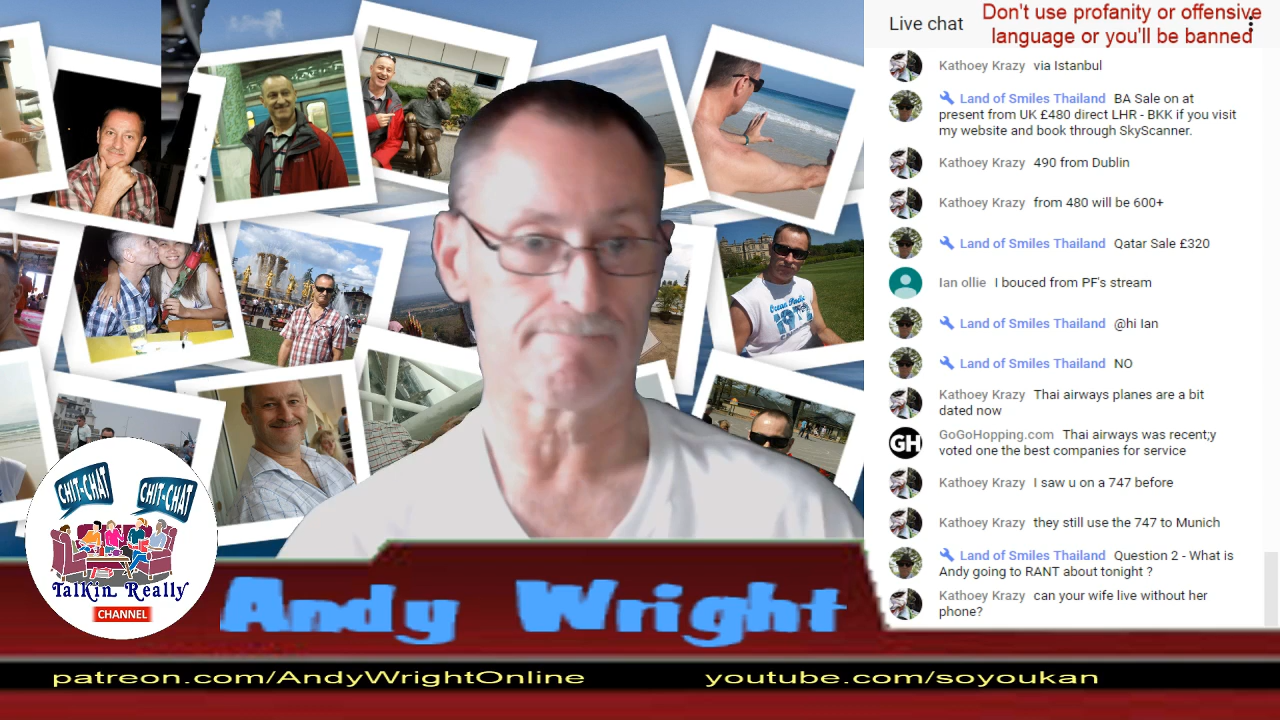 Live chat
Don't use profanity or offensive
language or you'll be banned
Kathoey Krazy via Istanbul
Land of Smiles Thailand BA Sale on at
present from UK £480 direct LHR - BKK if you visit
my website and book through SkyScanner.
Kathoey Krazy 490 from Dublin
Kathoey Krazy from 480 will be 600+
Land of Smiles Thailand Qatar Sale £320
Ian ollie I bouced from PF's stream
Land of Smiles Thailand @hi Ian
Land of Smiles Thailand NO
Kathoey Krazy Thai airways planes are a bit
dated now
GH GoGoHopping.com Thai airways was recent;y
voted one the best companies for service
Kathoey Krazy I saw u on a 747 before
Kathoey Krazy they still use the 747 to Munich
Land of Smiles Thailand Question 2 - What is
Andy going to RANT about tonight ?
Kathoey Krazy can your wife live without her
phone?
CHIT-CHAT
CHIT-CHAT
TalKin Really
CHANNEL
Andy Wright
patreon.com/AndyWrightOnline
youtube.com/soyoukan